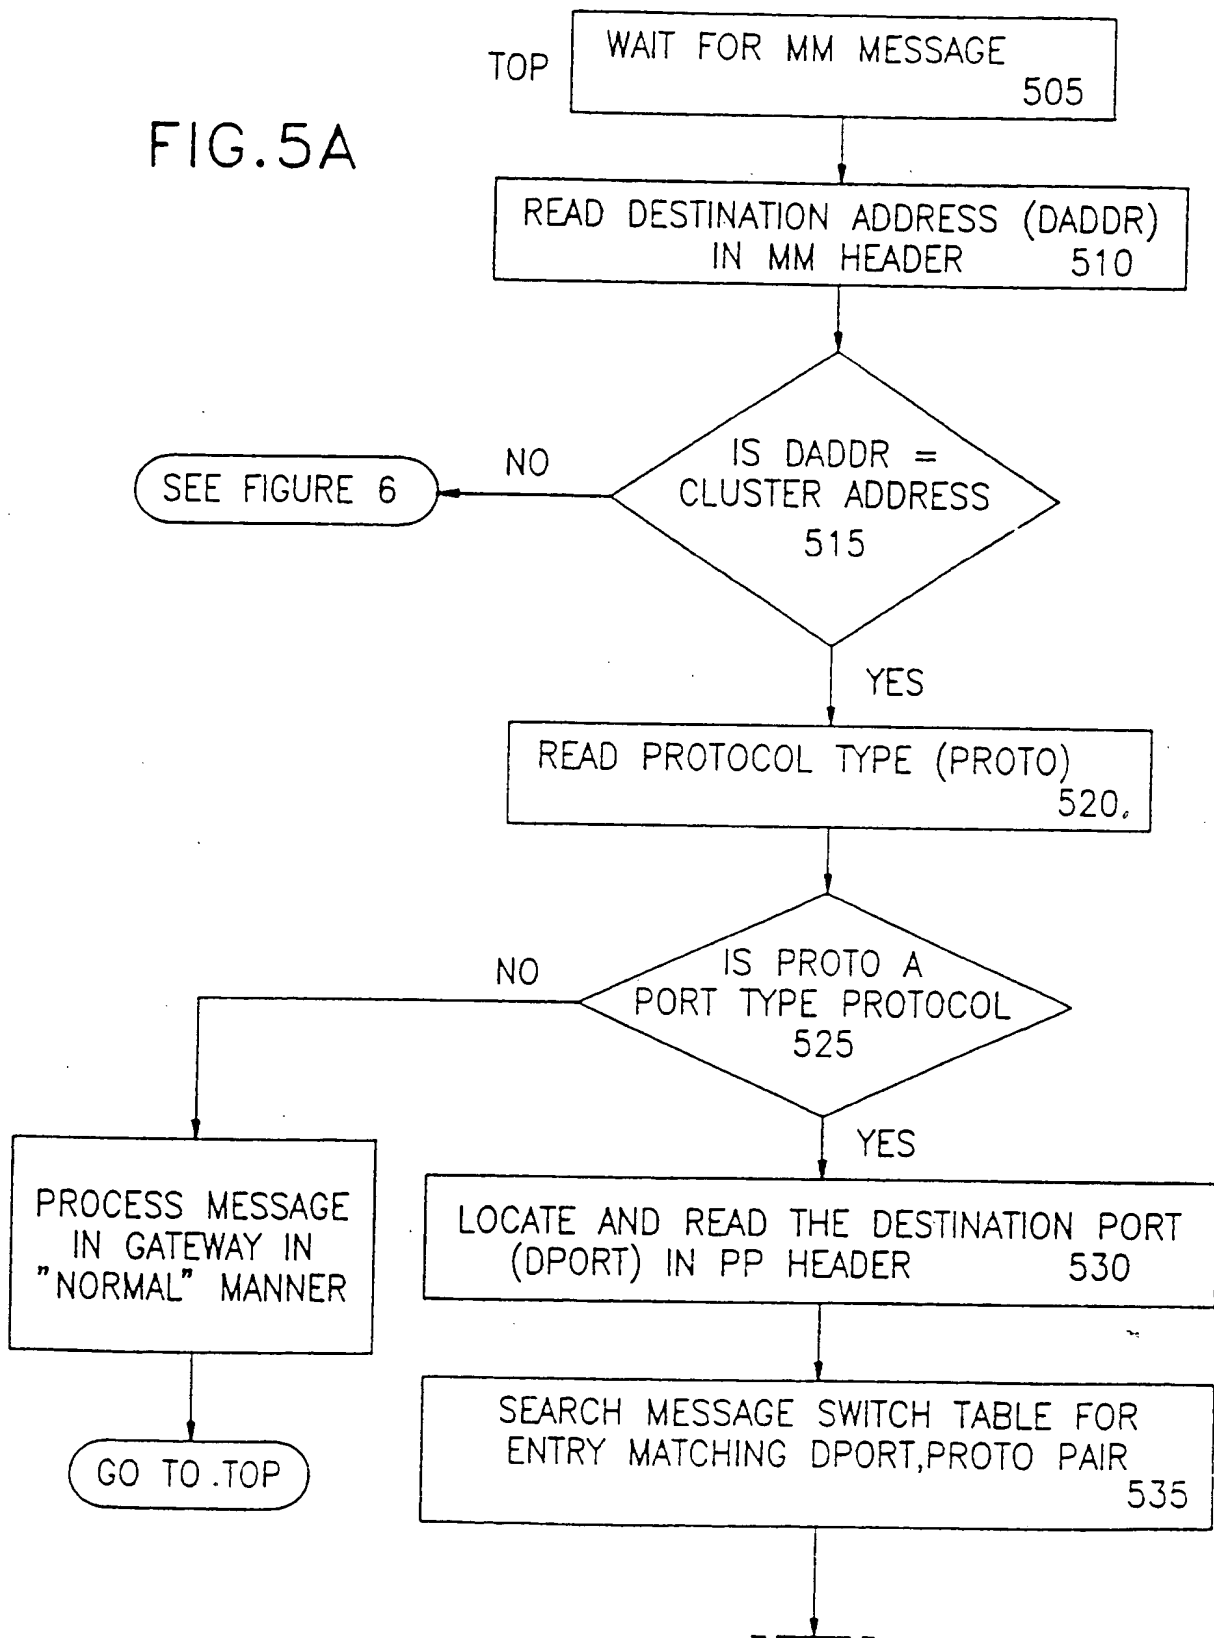 TOP
WAIT FOR MM MESSAGE
505
FIG.5A
READ DESTINATION ADDRESS (DADDR)
IN MM HEADER 510
IS DADDR =
CLUSTER ADDRESS
515
NO
SEE FIGURE 6
YES
READ PROTOCOL TYPE (PROTO)
520.
IS PROTO A
PORT TYPE PROTOCOL
525
NO
PROCESS MESSAGE
IN GATEWAY IN
"NORMAL" MANNER
GO TO .TOP
YES
LOCATE AND READ THE DESTINATION PORT
(DPORT) IN PP HEADER 530
SEARCH MESSAGE SWITCH TABLE FOR
ENTRY MATCHING DPORT,PROTO PAIR
535